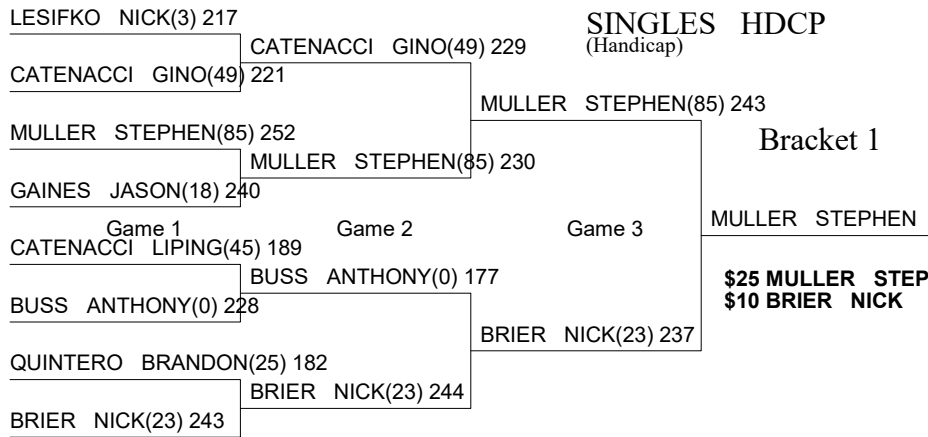 LESIFKO NICK(3) 217
SINGLES HDCP
(Handicap)
CATENACCI GINO(49) 229
CATENACCI GINO(49) 221
MULLER STEPHEN(85) 243
MULLER STEPHEN(85) 252
Bracket 1
MULLER STEPHEN(85) 230
GAINES JASON(18) 240
Game 1 Game 2 Game 3
MULLER STEPHEN
CATENACCI LIPING(45) 189
BUSS ANTHONY(0) 177
$25 MULLER STEP
$10 BRIER NICK
BUSS ANTHONY(0) 228
BRIER NICK(23) 237
QUINTERO BRANDON(25) 182
BRIER NICK(23) 244
BRIER NICK(23) 243